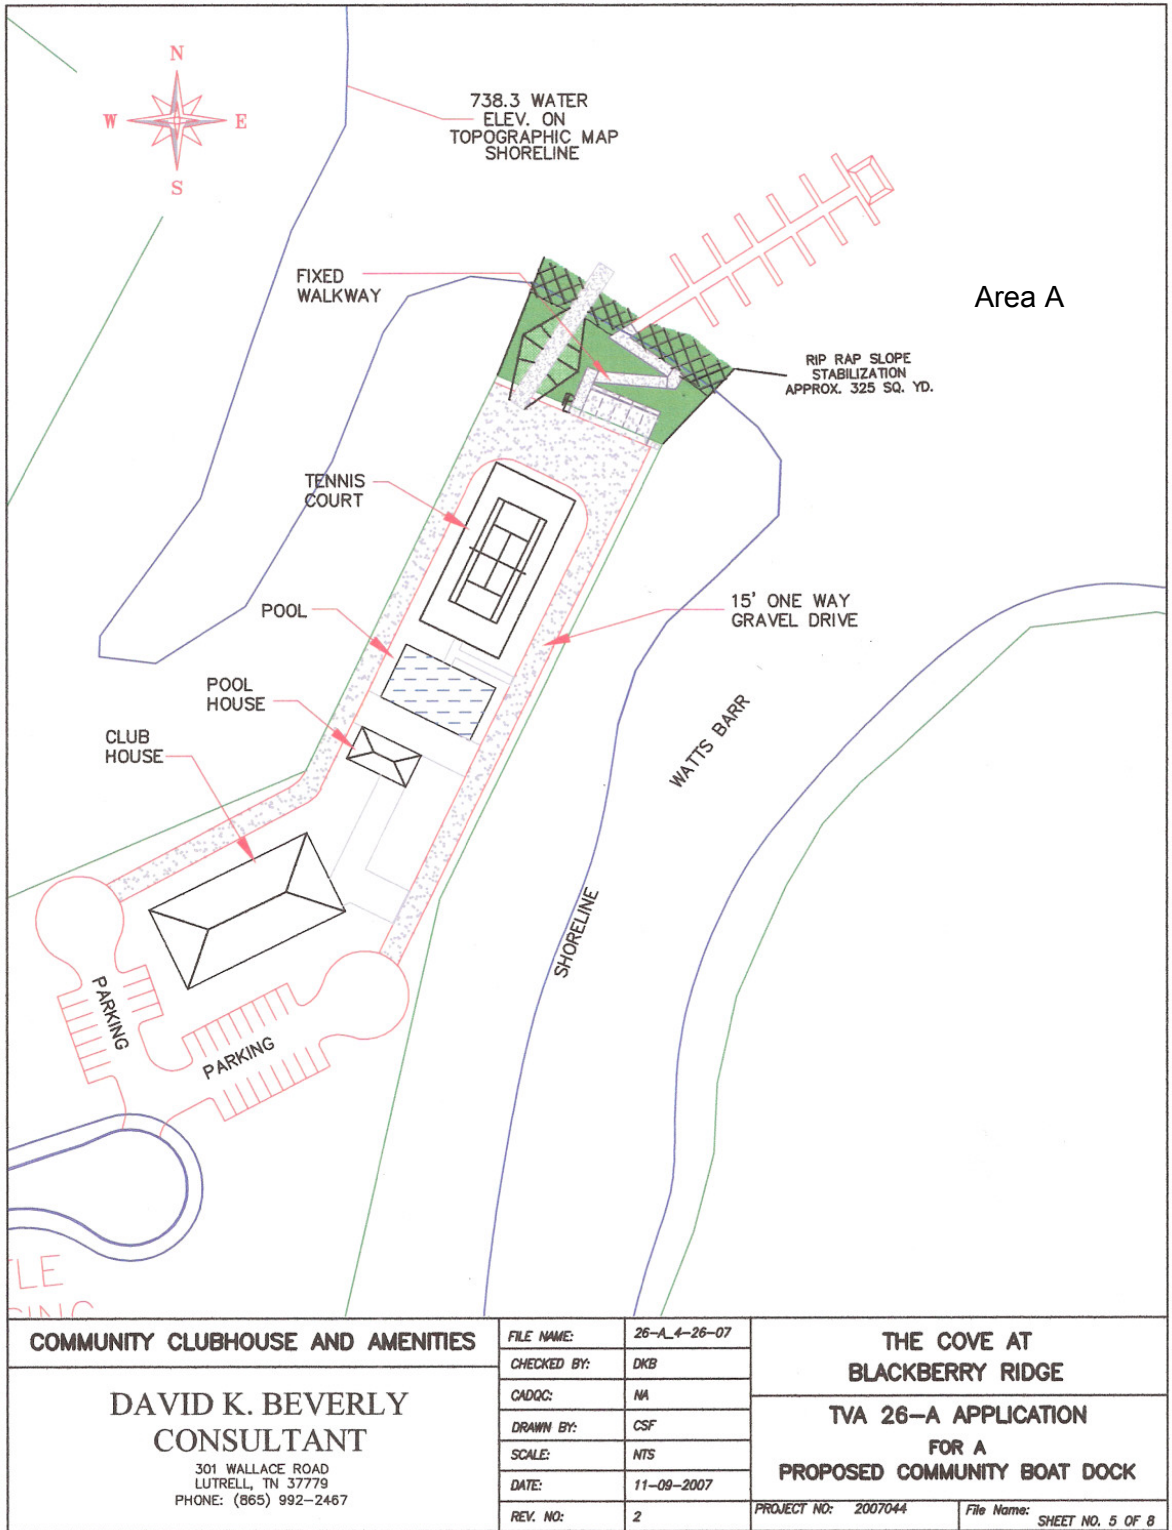 N
W E
S
738.3 WATER
ELEV. ON
TOPOGRAPHIC MAP
SHORELINE
FIXED
WALKWAY
Area A
RIP RAP SLOPE
STABILIZATION
APPROX. 325 SQ. YD.
TENNIS
COURT
POOL
15' ONE WAY
GRAVEL DRIVE
POOL
HOUSE
CLUB
HOUSE
WATTS BARR
SHORELINE
PARKING
PARKING
COMMUNITY CLUBHOUSE AND AMENITIES
DAVID K. BEVERLY
CONSULTANT
301 WALLACE ROAD
LUTRELL, TN 37779
PHONE: (865) 992-2467
FILE NAME: 26-A_4-26-07
CHECKED BY: DKB
CADQC: NA
DRAWN BY: CSF
SCALE: NTS
DATE: 11-09-2007
REV. NO: 2
THE COVE AT
BLACKBERRY RIDGE
TVA 26-A APPLICATION
FOR A
PROPOSED COMMUNITY BOAT DOCK
PROJECT NO: 2007044
File Name:
SHEET NO. 5 OF 8